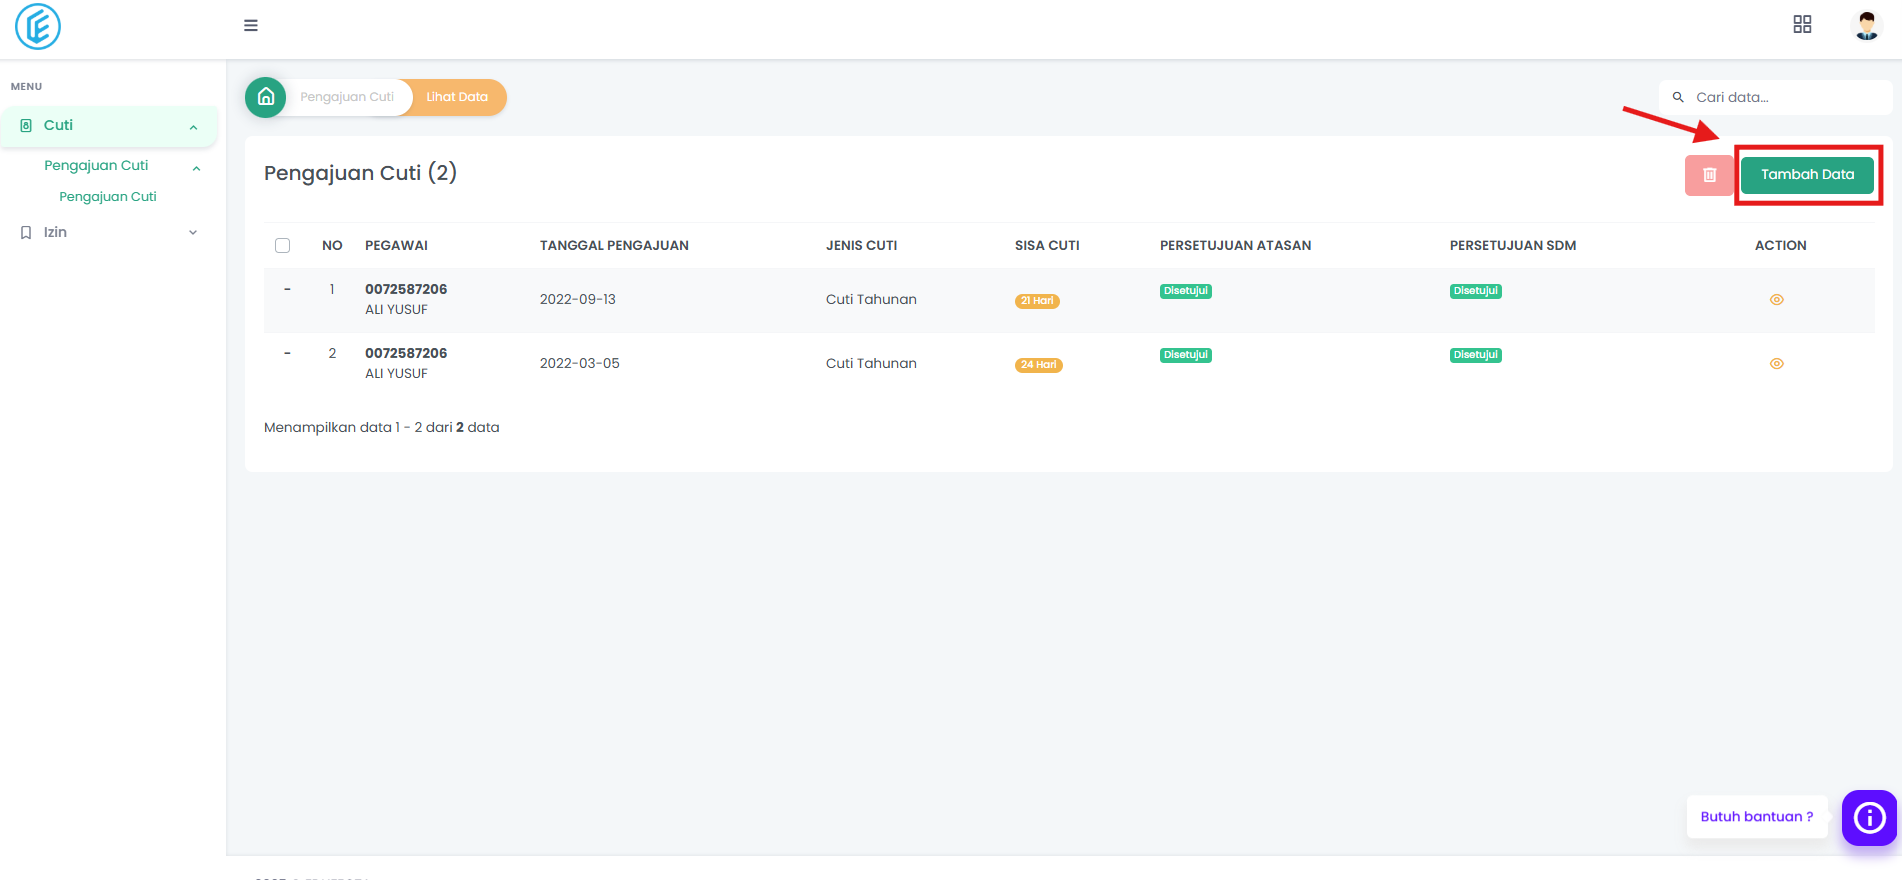 MENU
Cuti
Pengajuan Cuti
Pengajuan Cuti
Izin
Pengajuan Cuti
Lihat Data
Cari data...
Pengajuan Cuti (2)
Tambah Data
NO PEGAWAI TANGGAL PENGAJUAN JENIS CUTI SISA CUTI PERSETUJUAN ATASAN PERSETUJUAN SDM ACTION
- 1 0072587206 ALI YUSUF 2022-09-13 Cuti Tahunan 21 Hari Disetujui Disetujui
- 2 0072587206 ALI YUSUF 2022-03-05 Cuti Tahunan 24 Hari Disetujui Disetujui
Menampilkan data 1 - 2 dari 2 data
Butuh bantuan ?